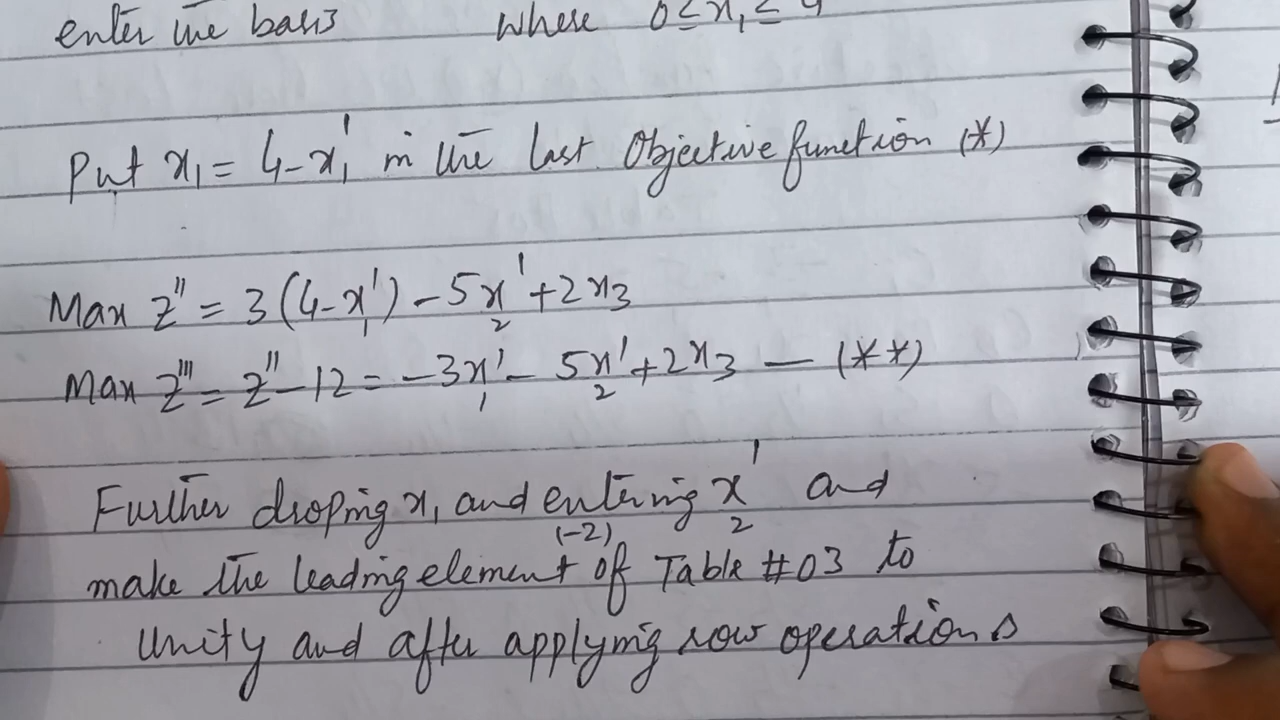 enter the basis where 0 ≤ x₁ ≤ 4
Put x₁ = 4-x₁' in the last Objective function (*)
Max z'' = 3(4-x₁') - 5x₂' + 2x₃
Max z''' = z'' - 12 = -3x₁' - 5x₂' + 2x₃ — (**)
Further droping x₁ and entering x₂' and
(-2)
make the leading element of Table #03 to
Unity and after applying row operations